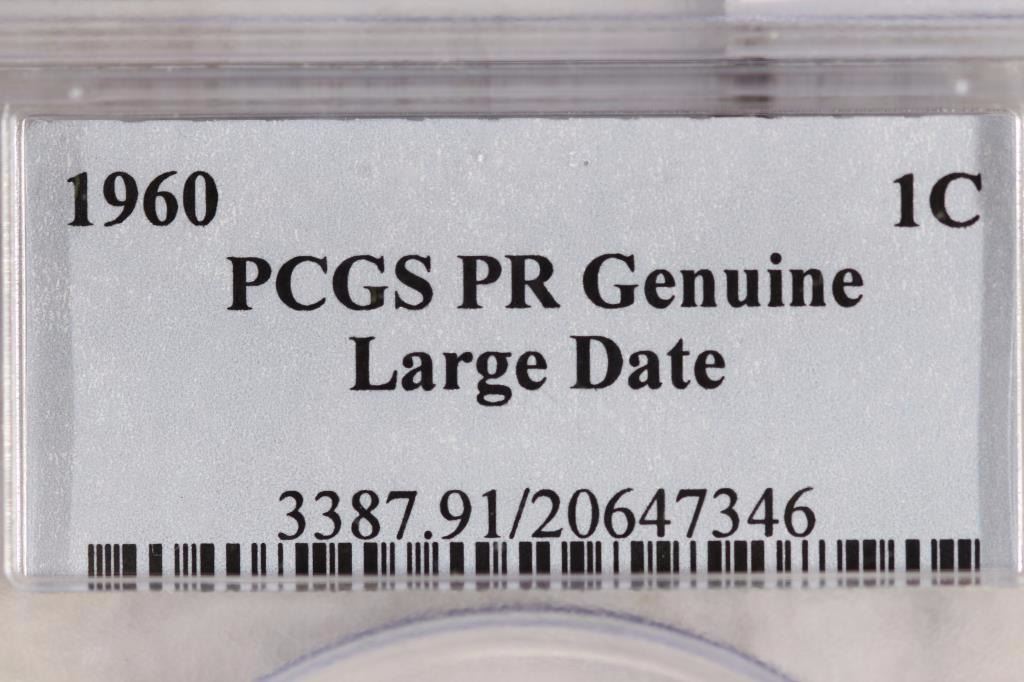 1960 1C
PCGS PR Genuine
Large Date
3387.91/20647346